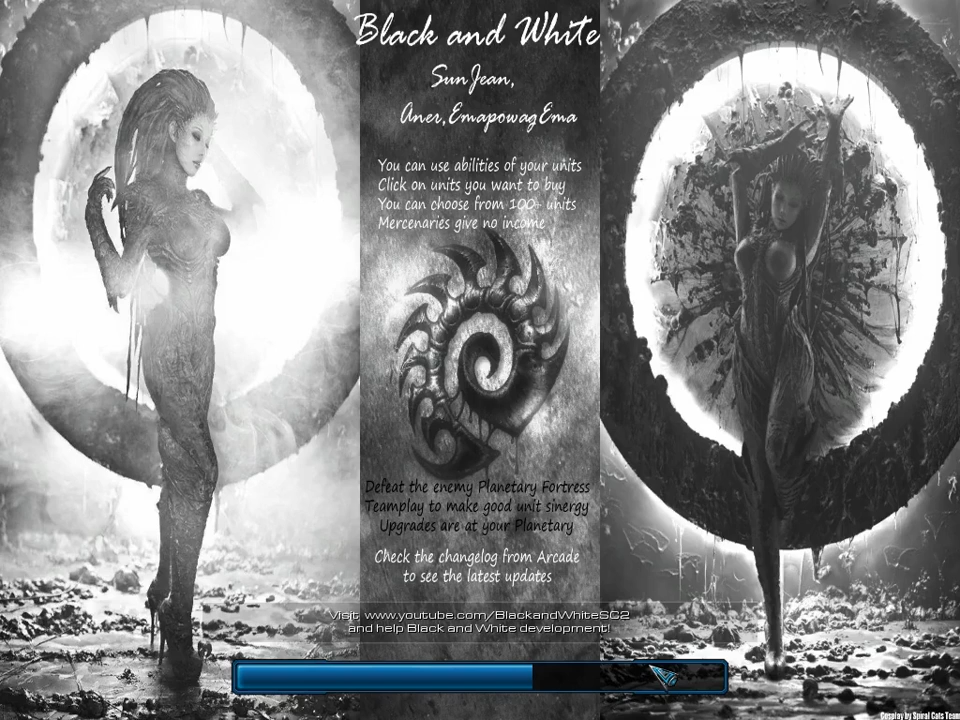 Black and White
SunJean,
Aner,EmapowagEma
You can use abilities of your units
Click on units you want to buy
You can choose from 100+ units
Mercenaries give no income
Defeat the enemy Planetary Fortress
Teamplay to make good unit sinergy
Upgrades are at your Planetary
Check the changelog from Arcade
to see the latest updates
Visit www.youtube.com/BlackandWhiteSC2
and help Black and White development!
Cosplay by Spiral Cats Team